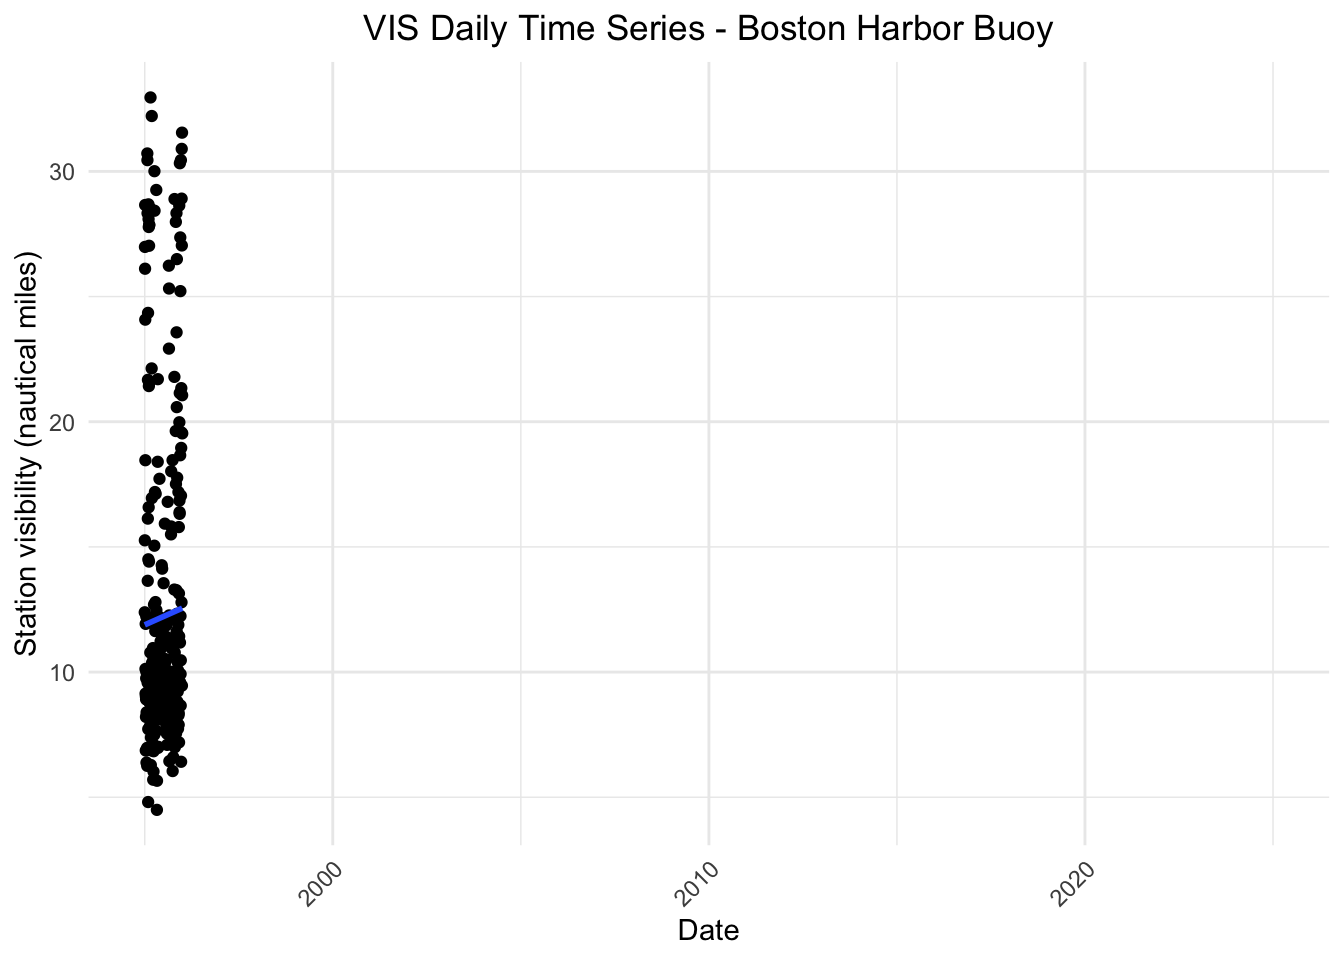 VIS Daily Time Series - Boston Harbor Buoy
Station visibility (nautical miles)
30
20
10
2000
2010
2020
Date